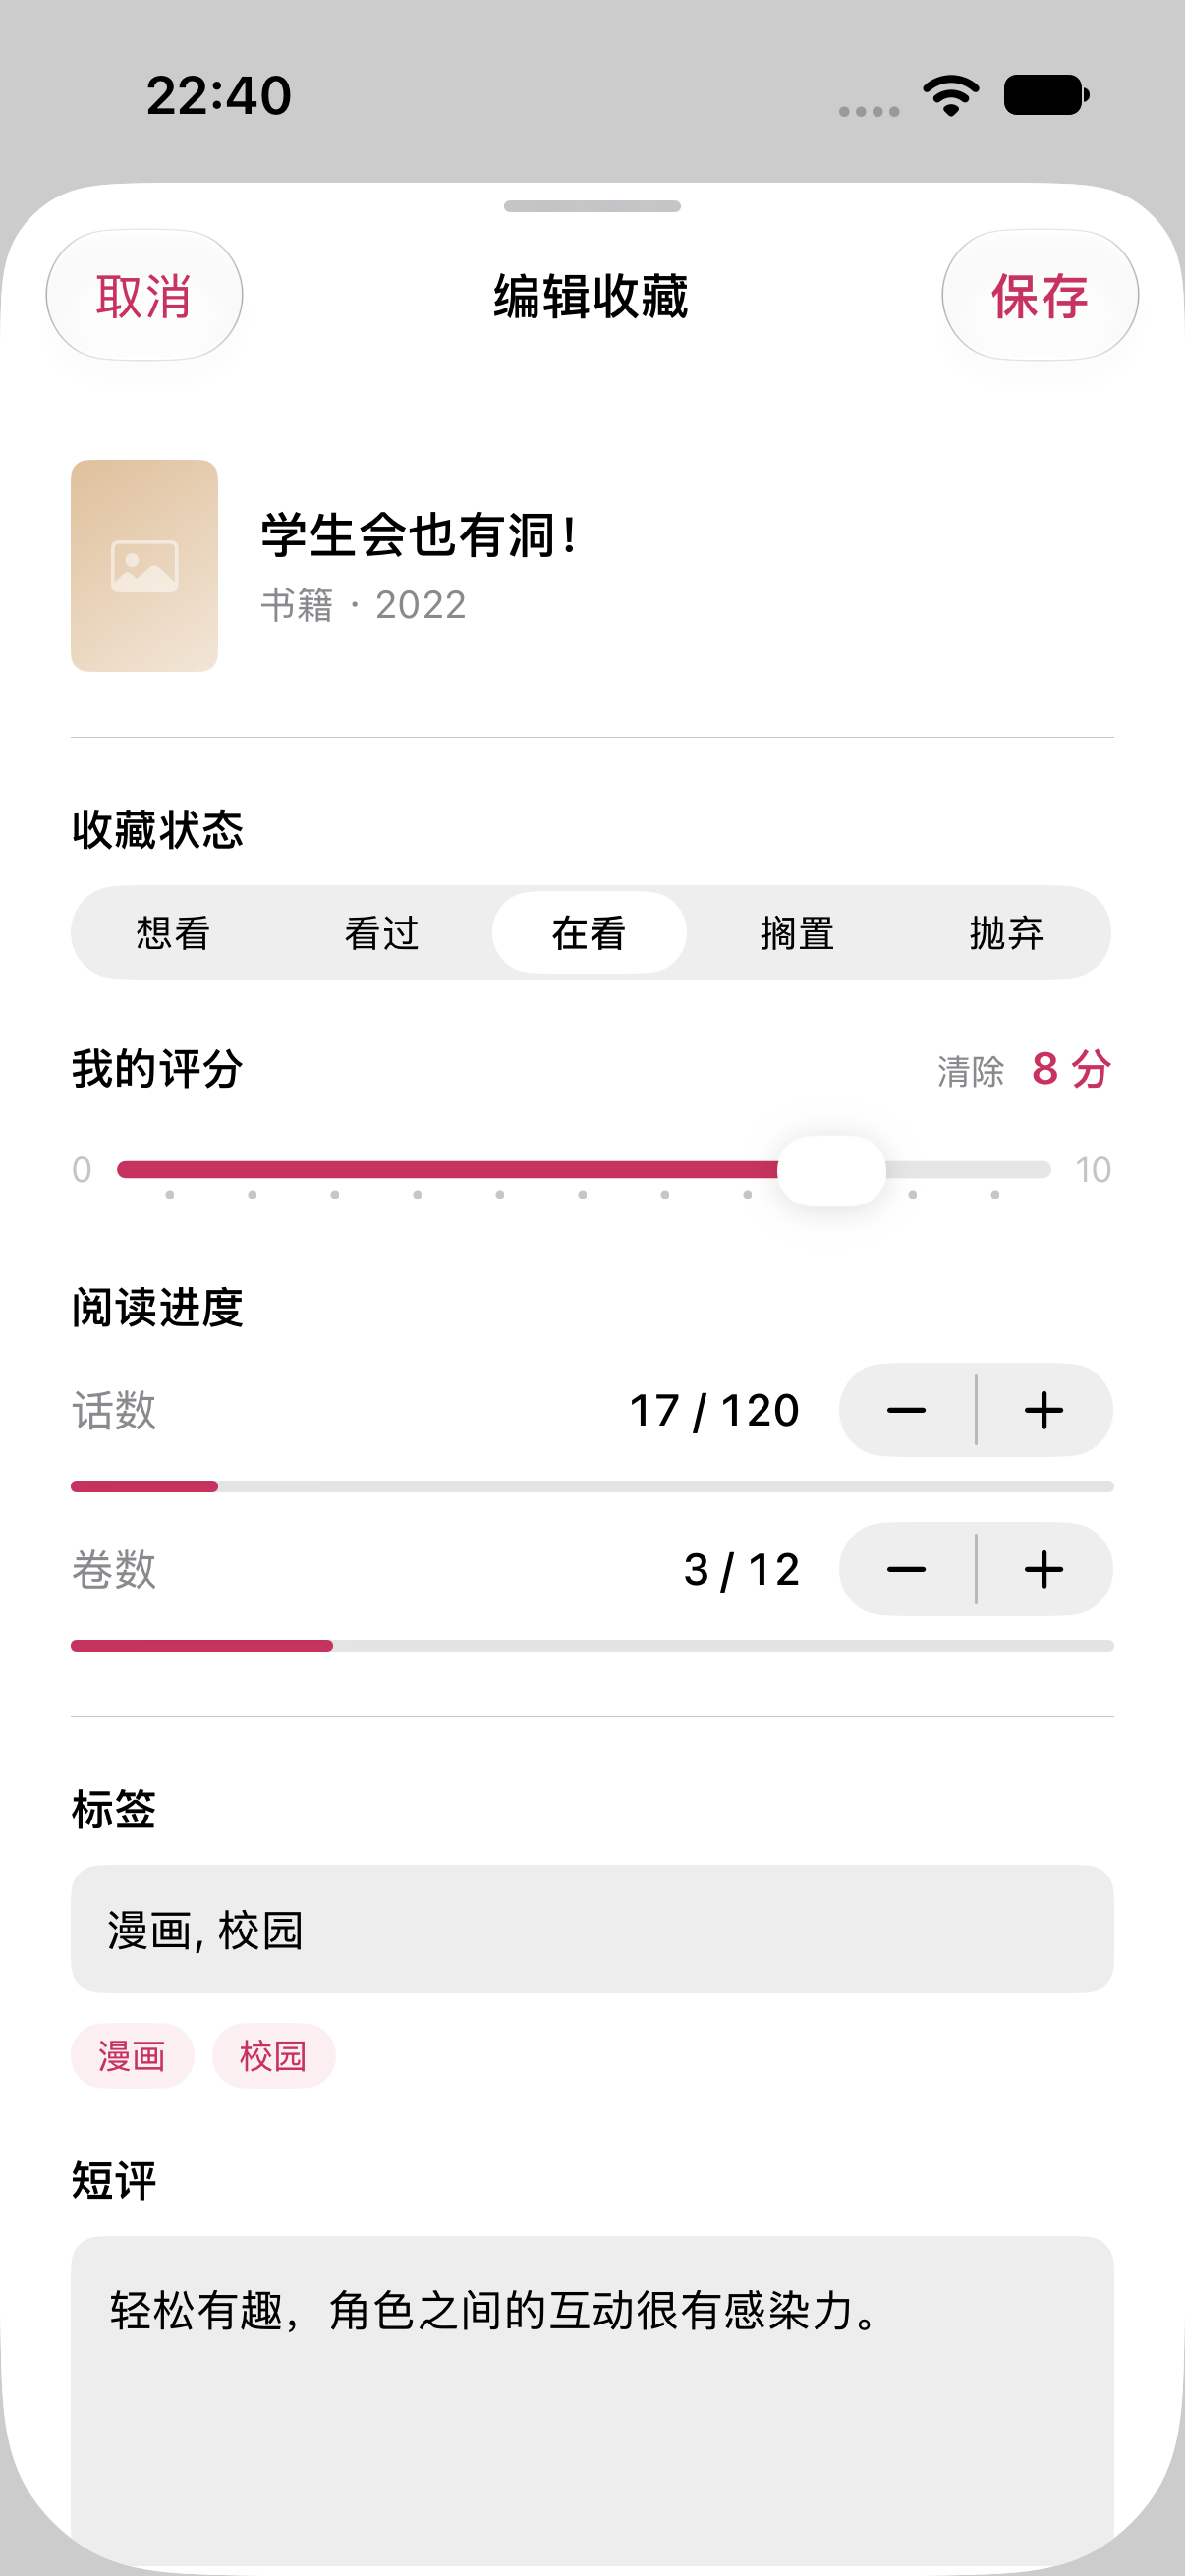 22:40
取消
编辑收藏
保存
学生会也有洞！
书籍 · 2022
收藏状态
想看 看过 在看 搁置 抛弃
我的评分 清除 8 分
0 10
阅读进度
话数 17 / 120
卷数 3 / 12
标签
漫画, 校园
漫画 校园
短评
轻松有趣，角色之间的互动很有感染力。